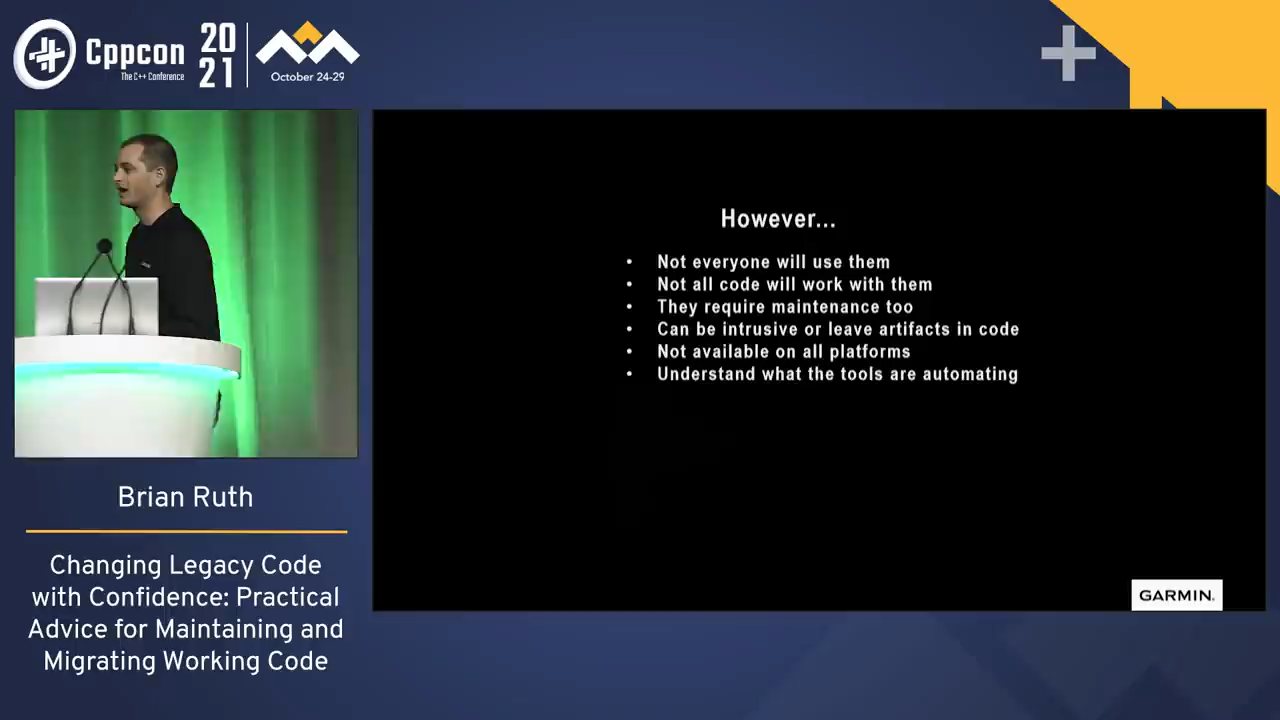 Cppcon
The C++ Conference
20
21
October 24-29
However...
• Not everyone will use them
• Not all code will work with them
• They require maintenance too
• Can be intrusive or leave artifacts in code
• Not available on all platforms
• Understand what the tools are automating
GARMIN.
Brian Ruth
Changing Legacy Code
with Confidence: Practical
Advice for Maintaining and
Migrating Working Code